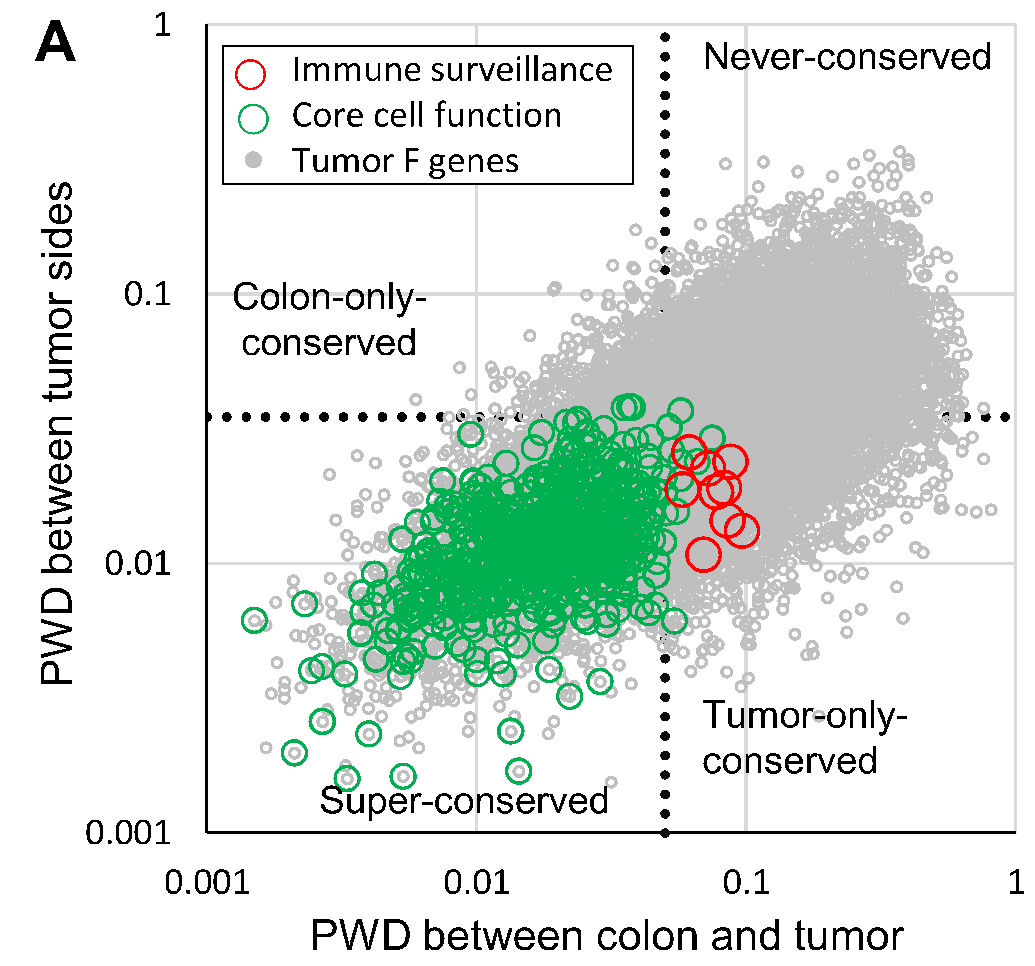 A
1
Immune surveillance
Core cell function
Tumor F genes
Never-conserved
PWD between tumor sides
0.1
Colon-only-
conserved
0.01
Tumor-only-
conserved
Super-conserved
0.001
0.001
0.01
0.1
1
PWD between colon and tumor